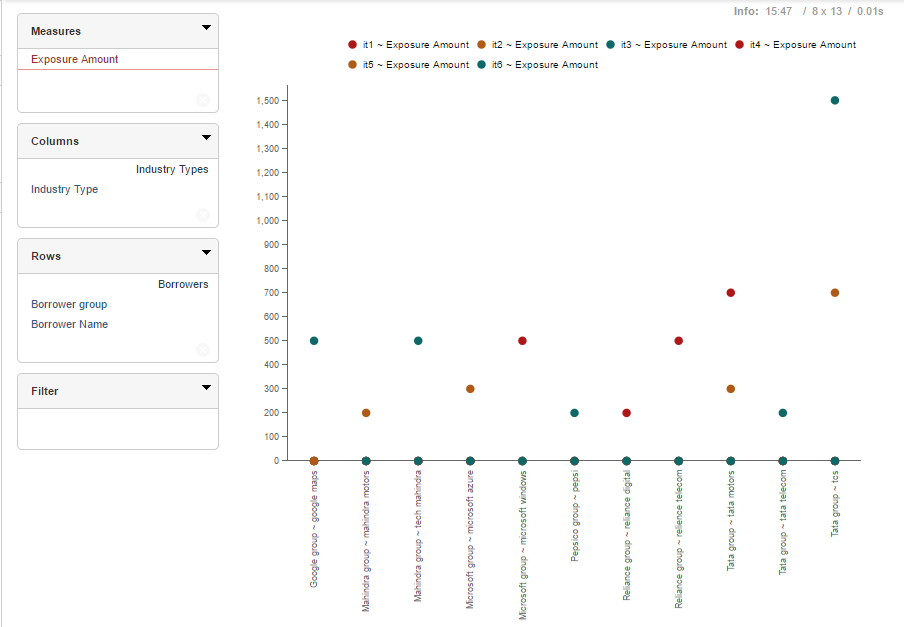 Info: 15:47 / 8 x 13 / 0.01s
Measures
Exposure Amount
Columns
Industry Types
Industry Type
Rows
Borrowers
Borrower group
Borrower Name
Filter
it1 ~ Exposure Amount it2 ~ Exposure Amount it3 ~ Exposure Amount it4 ~ Exposure Amount
it5 ~ Exposure Amount it6 ~ Exposure Amount
1,500
1,400
1,300
1,200
1,100
1,000
900
800
700
600
500
400
300
200
100
0
Google group ~ google maps
Mahindra group ~ mahindra motors
Mahindra group ~ tech mahindra
Microsoft group ~ microsoft azure
Microsoft group ~ microsoft windows
Pepsico group ~ pepsi
Reliance group ~ reliance digital
Reliance group ~ relience telecom
Tata group ~ tata motors
Tata group ~ tata telecom
Tata group ~ tcs